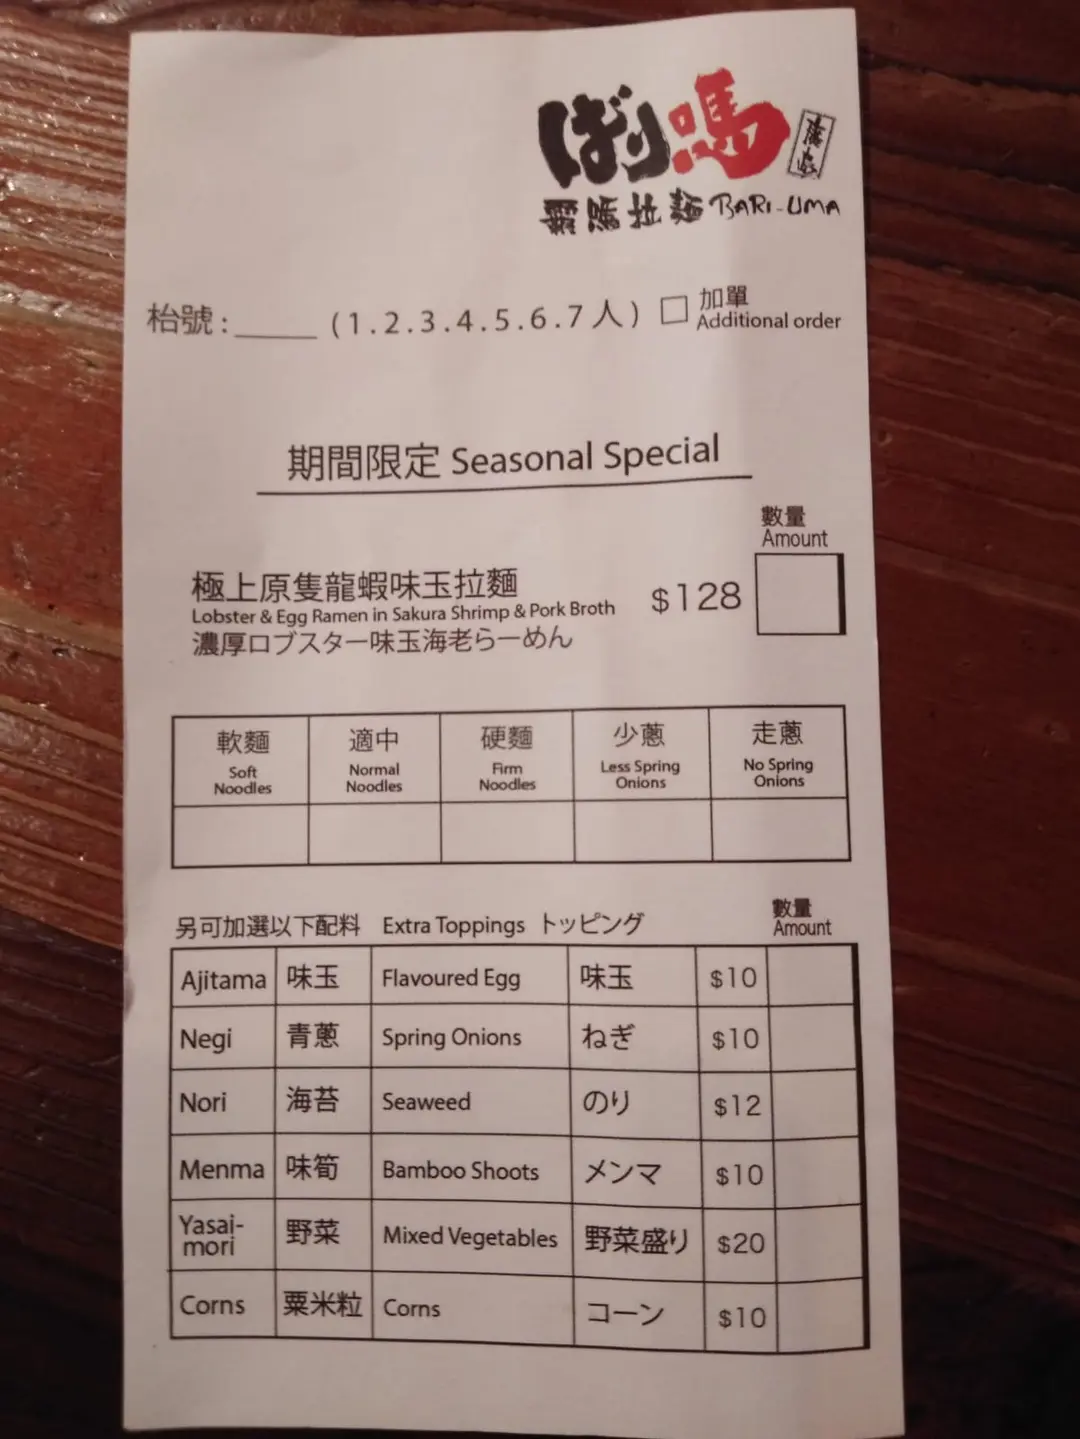 ばり嗎
霸嗎拉麵 BARI-UMA
枱號 : _____ (1.2.3.4.5.6.7人) □ 加單
Additional order
期間限定 Seasonal Special
數量
Amount
極上原隻龍蝦味玉拉麵
Lobster & Egg Ramen in Sakura Shrimp & Pork Broth $128
濃厚ロブスター味玉海老らーめん
軟麵 適中 硬麵 少蔥 走蔥
Soft Noodles Normal Noodles Firm Noodles Less Spring Onions No Spring Onions
數量
另可加選以下配料 Extra Toppings トッピング Amount
Ajitama 味玉 Flavoured Egg 味玉 $10
Negi 青蔥 Spring Onions ねぎ $10
Nori 海苔 Seaweed のり $12
Menma 味筍 Bamboo Shoots メンマ $10
Yasai-mori 野菜 Mixed Vegetables 野菜盛り $20
Corns 粟米粒 Corns コーン $10